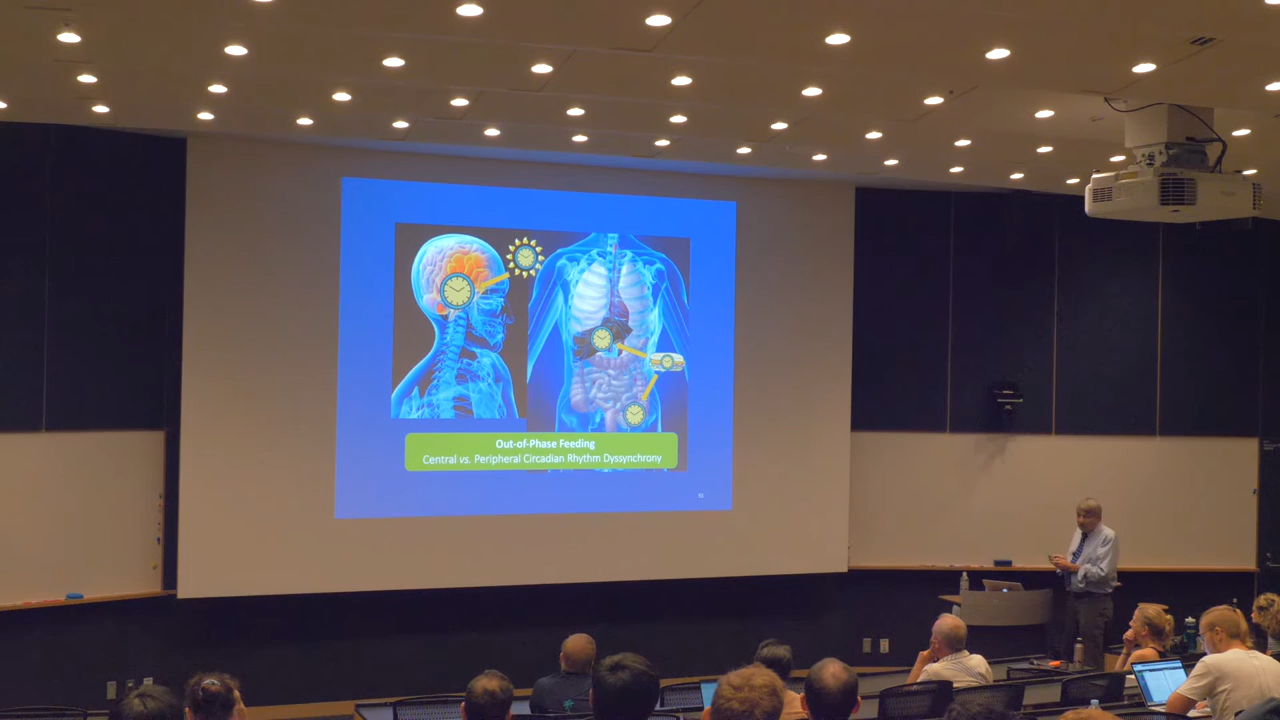 Out-of-Phase Feeding
Central vs. Peripheral Circadian Rhythm Dyssynchrony